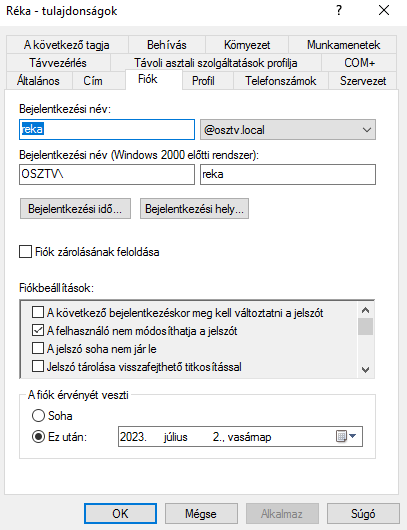 Réka - tulajdonságok
A következő tagja Behívás Környezet Munkamenetek
Távvezérlés Távoli asztali szolgáltatások profilja COM+
Általános Cím Fiók Profil Telefonszámok Szervezet
Bejelentkezési név:
reka @osztv.local
Bejelentkezési név (Windows 2000 előtti rendszer):
OSZTV\ reka
Bejelentkezési idő... Bejelentkezési hely...
Fiók zárolásának feloldása
Fiókbeállítások:
A következő bejelentkezéskor meg kell változtatni a jelszót
A felhasználó nem módosíthatja a jelszót
A jelszó soha nem jár le
Jelszó tárolása visszafejthető titkosítással
A fiók érvényét veszti
Soha
Ez után: 2023. július 2., vasárnap
OK Mégse Alkalmaz Súgó